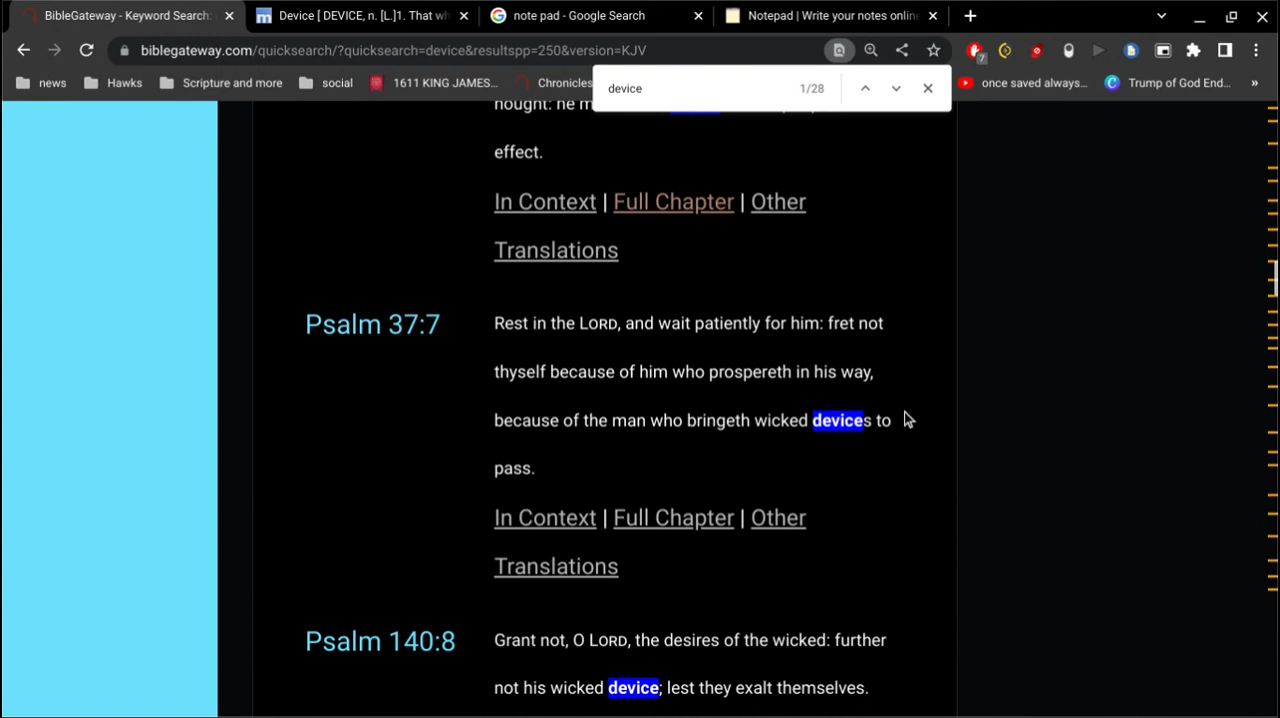 BibleGateway - Keyword Search:
Device [ DEVICE, n. [L.]1. That wh
note pad - Google Search
Notepad | Write your notes online
biblegateway.com/quicksearch/?quicksearch=device&resultspp=250&version=KJV
7
news
Hawks
Scripture and more
social
1611 KING JAMES...
Chronicles
once saved always...
Trump of God End...
»
device
1/28
nought: he m
effect.
In Context | Full Chapter | Other
Translations
Psalm 37:7
Rest in the LORD, and wait patiently for him: fret not
thyself because of him who prospereth in his way,
because of the man who bringeth wicked devices to
pass.
In Context | Full Chapter | Other
Translations
Psalm 140:8
Grant not, O LORD, the desires of the wicked: further
not his wicked device; lest they exalt themselves.